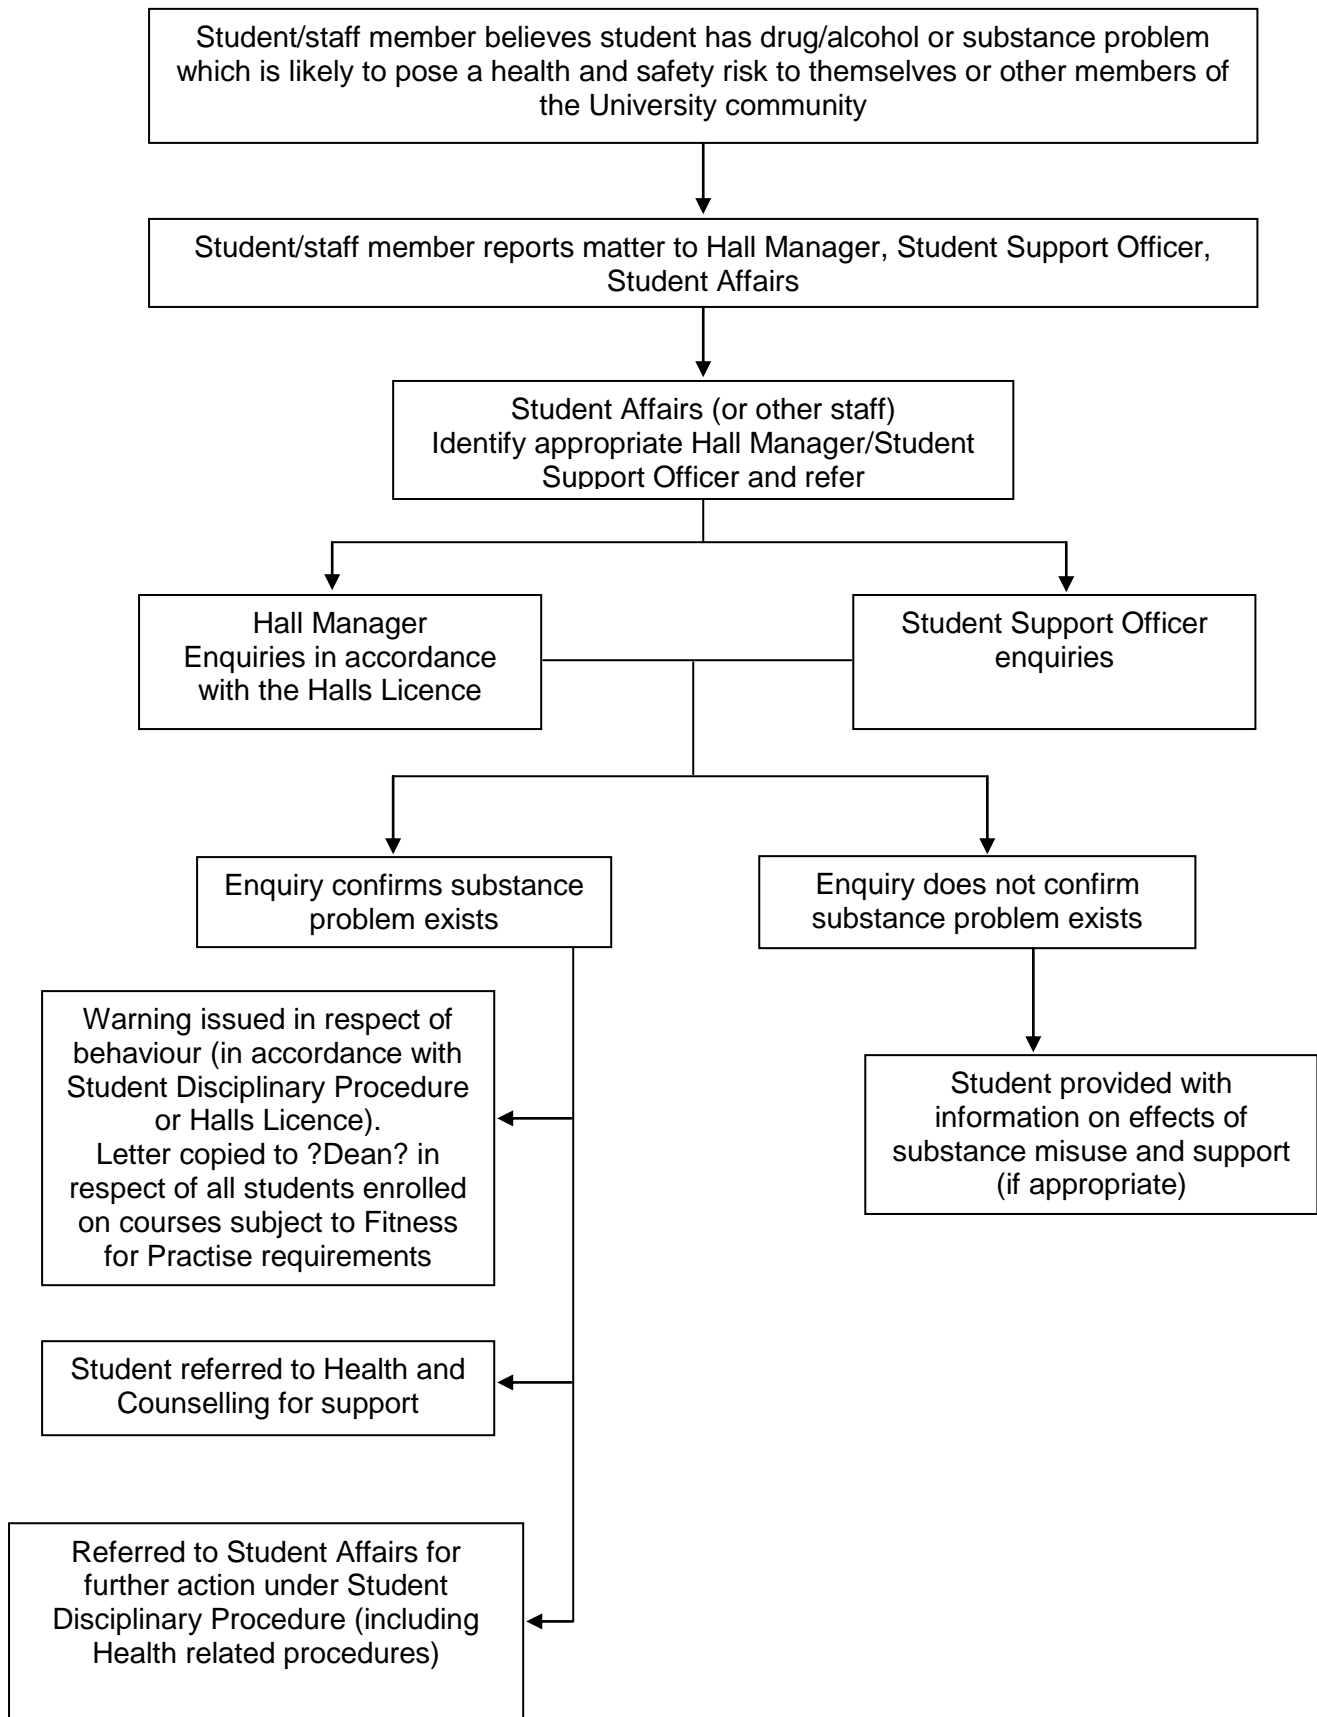 Student/staff member believes student has drug/alcohol or substance problem
which is likely to pose a health and safety risk to themselves or other members of
the University community
Student/staff member reports matter to Hall Manager, Student Support Officer,
Student Affairs
Student Affairs (or other staff)
Identify appropriate Hall Manager/Student
Support Officer and refer
Hall Manager
Enquiries in accordance
with the Halls Licence
Student Support Officer
enquiries
Enquiry confirms substance
problem exists
Enquiry does not confirm
substance problem exists
Warning issued in respect of
behaviour (in accordance with
Student Disciplinary Procedure
or Halls Licence).
Letter copied to ?Dean? in
respect of all students enrolled
on courses subject to Fitness
for Practise requirements
Student provided with
information on effects of
substance misuse and support
(if appropriate)
Student referred to Health and
Counselling for support
Referred to Student Affairs for
further action under Student
Disciplinary Procedure (including
Health related procedures)